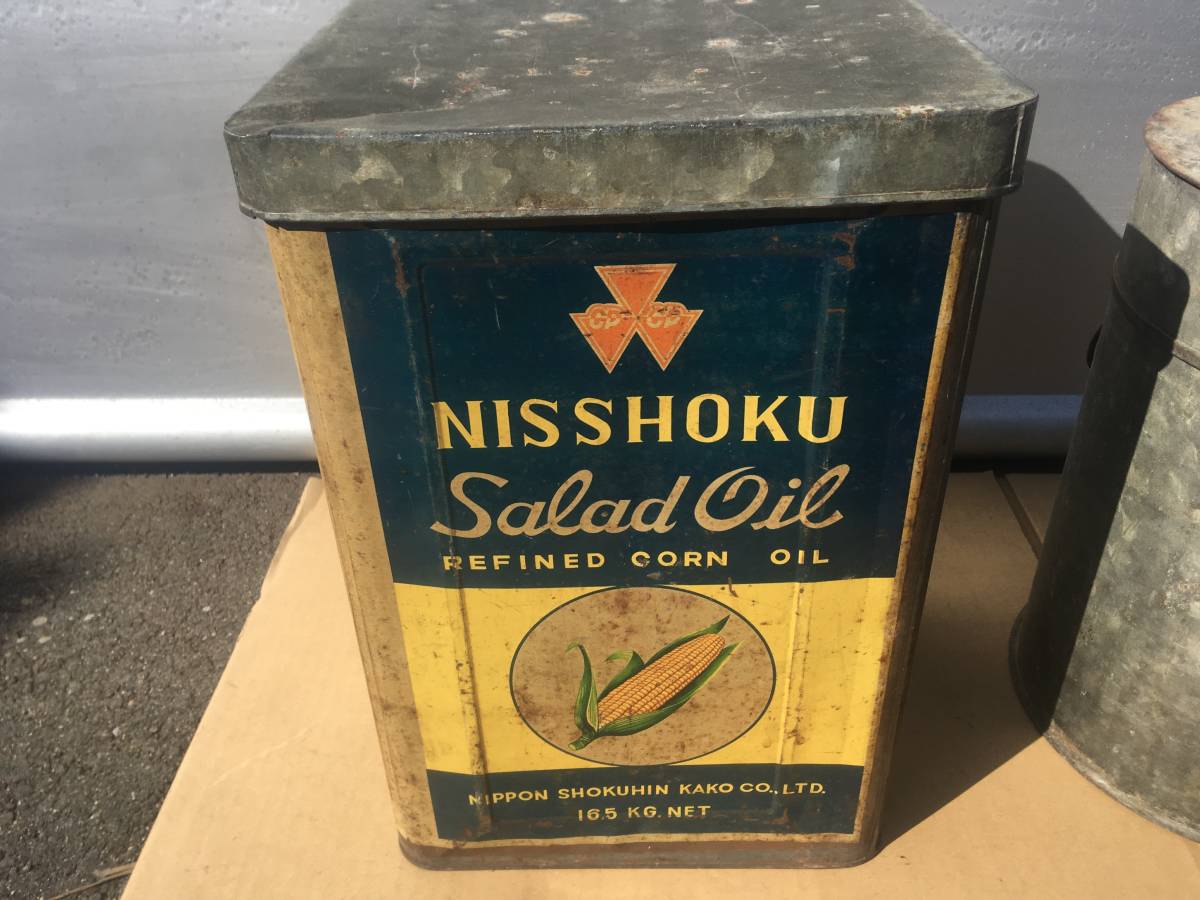 NISSHOKU
Salad Oil
REFINED CORN OIL
NIPPON SHOKUHIN KAKO CO., LTD.
16.5 KG. NET